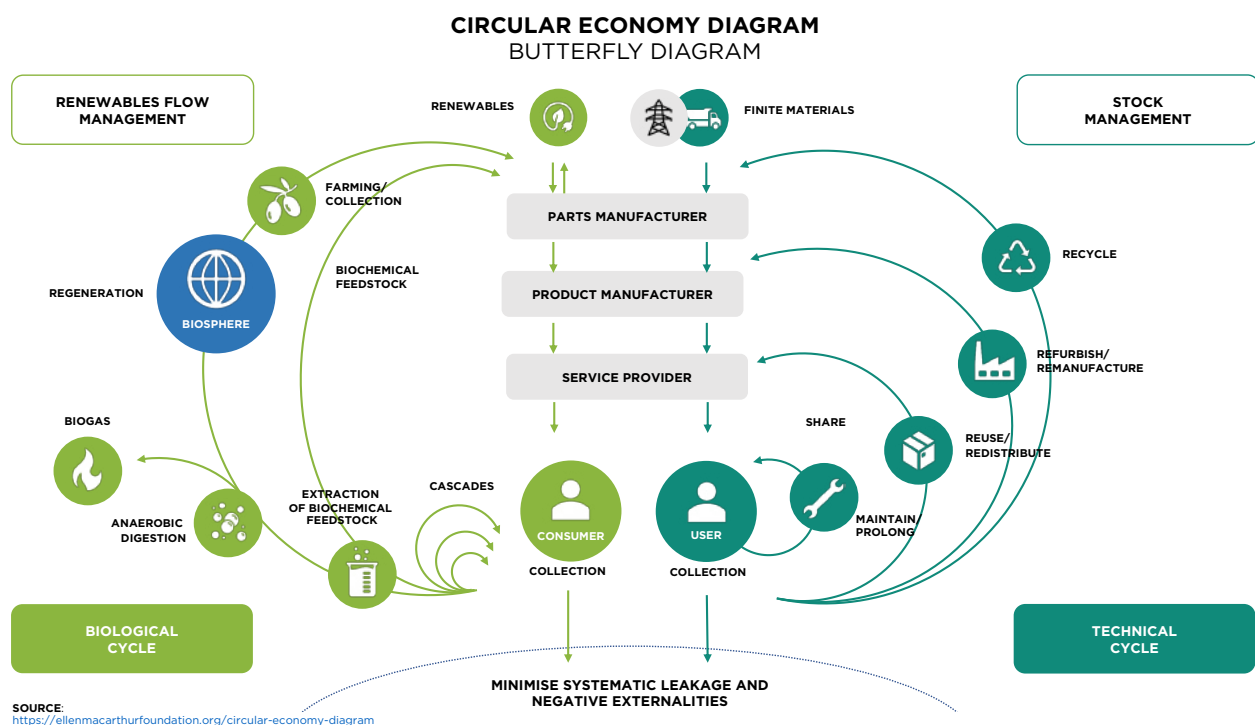 CIRCULAR ECONOMY DIAGRAM
BUTTERFLY DIAGRAM
RENEWABLES FLOW
MANAGEMENT
RENEWABLES
FINITE MATERIALS
STOCK
MANAGEMENT
FARMING/
COLLECTION
PARTS MANUFACTURER
RECYCLE
BIOCHEMICAL
FEEDSTOCK
REGENERATION
BIOSPHERE
PRODUCT MANUFACTURER
REFURBISH/
REMANUFACTURE
SERVICE PROVIDER
SHARE
REUSE/
REDISTRIBUTE
BIOGAS
ANAEROBIC
DIGESTION
EXTRACTION
OF BIOCHEMICAL
FEEDSTOCK
CASCADES
CONSUMER
COLLECTION
USER
COLLECTION
MAINTAIN/
PROLONG
BIOLOGICAL
CYCLE
TECHNICAL
CYCLE
MINIMISE SYSTEMATIC LEAKAGE AND
NEGATIVE EXTERNALITIES
SOURCE:
https://ellenmacarthurfoundation.org/circular-economy-diagram